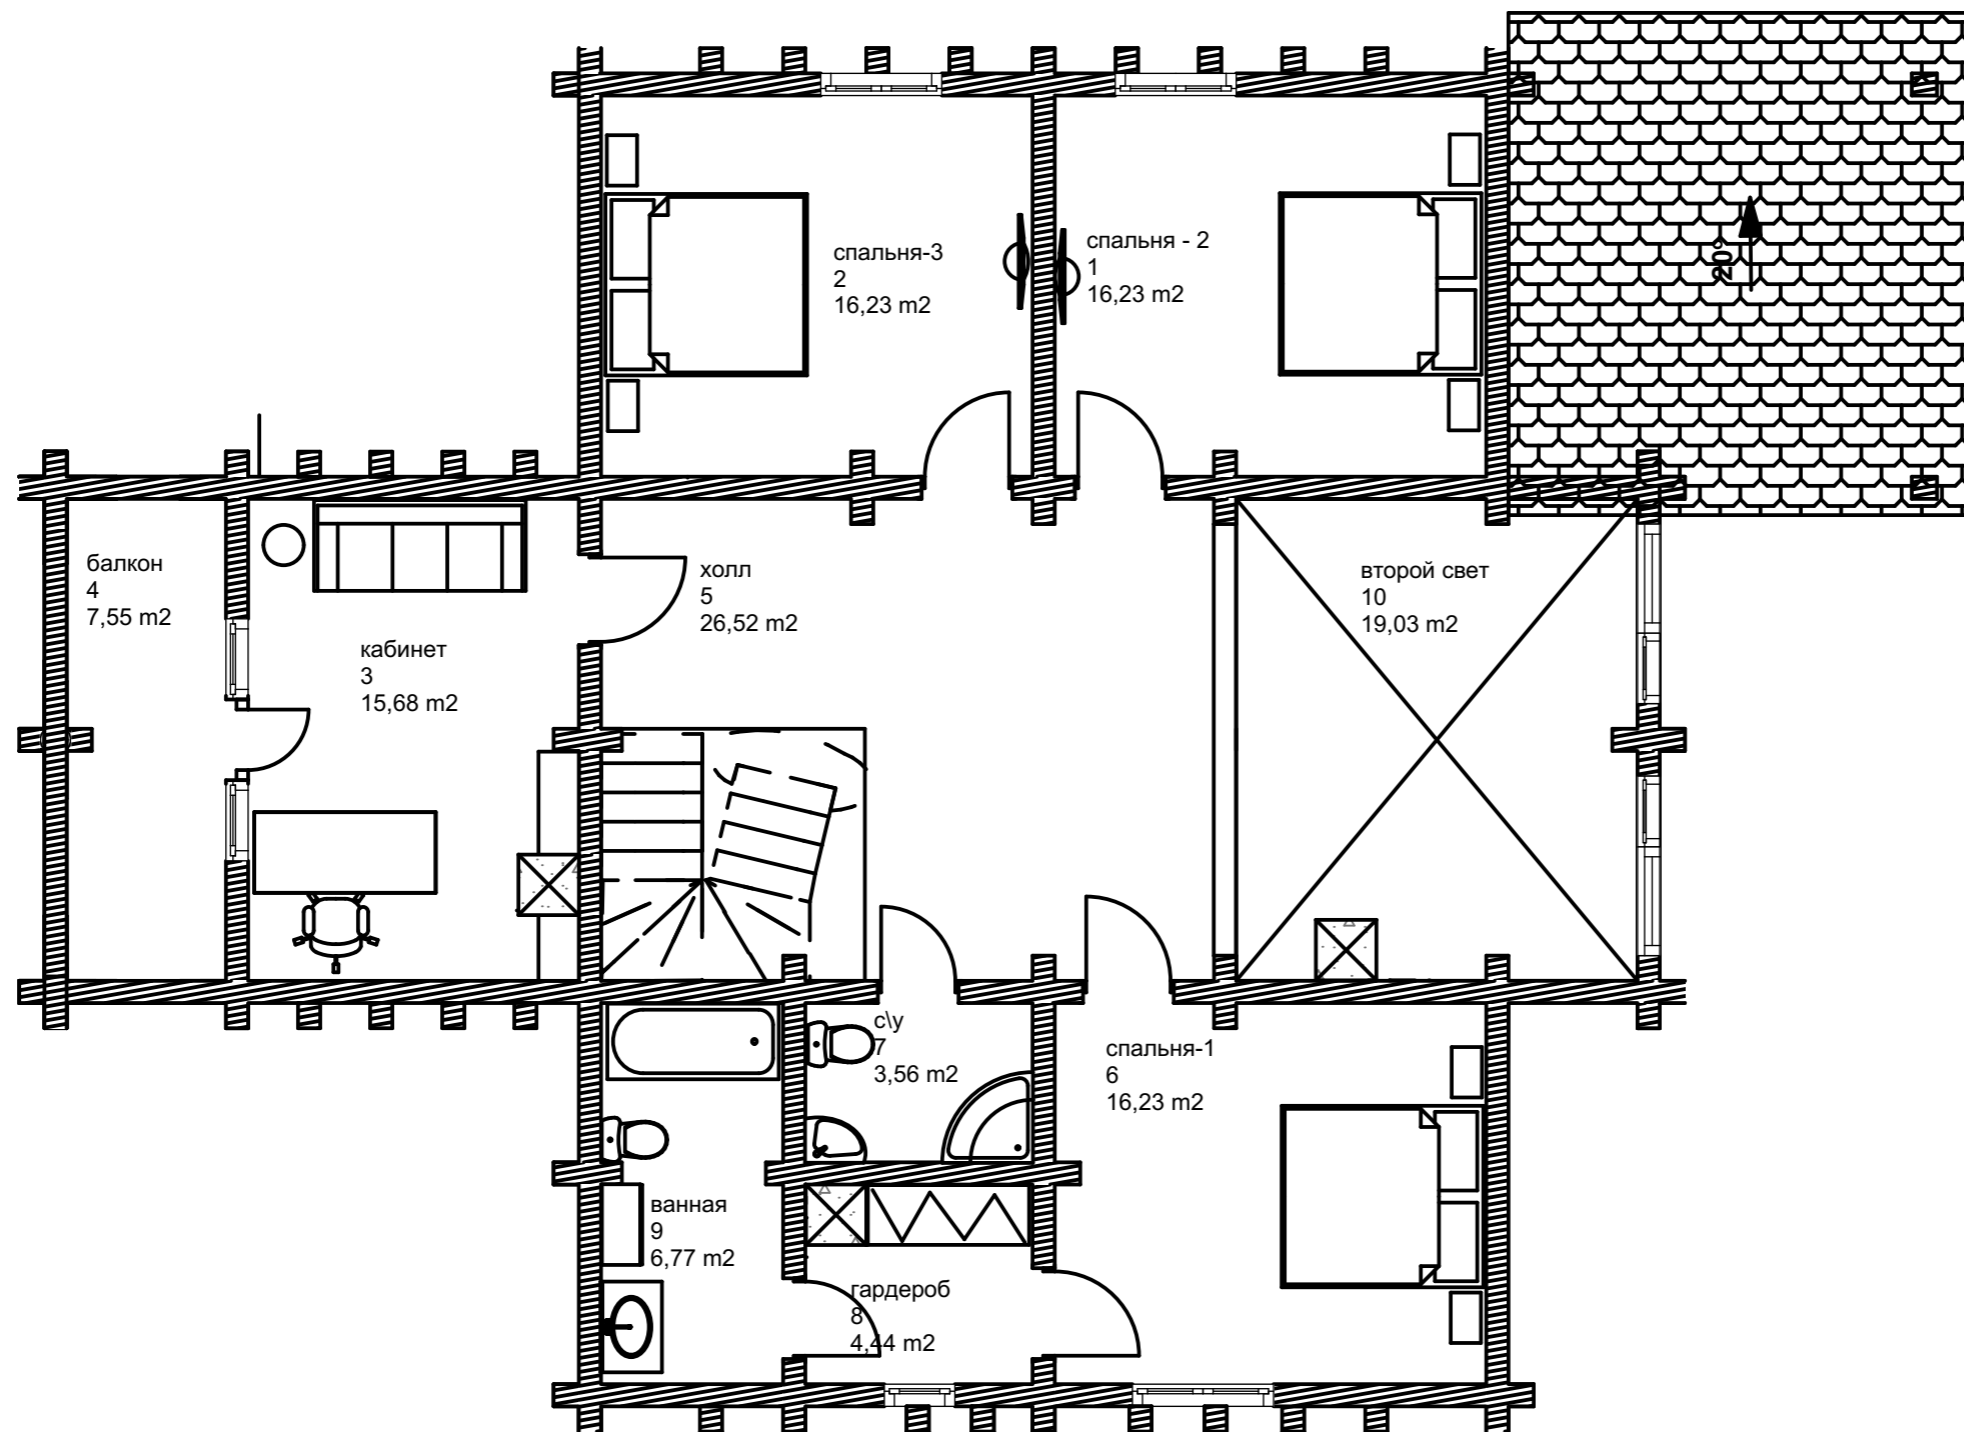 спальня-3
2
16,23 m2
спальня - 2
1
16,23 m2
20°
балкон
4
7,55 m2
кабинет
3
15,68 m2
холл
5
26,52 m2
второй свет
10
19,03 m2
с\у
7
3,56 m2
спальня-1
6
16,23 m2
ванная
9
6,77 m2
гардероб
8
4,44 m2